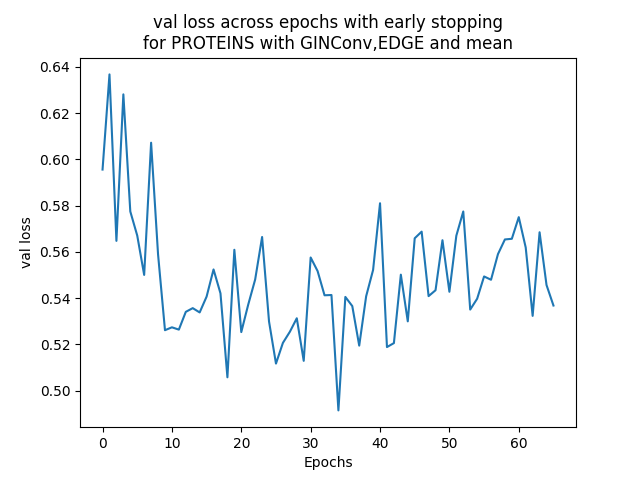 val loss across epochs with early stopping
for PROTEINS with GINConv,EDGE and mean
val loss
0.64
0.62
0.60
0.58
0.56
0.54
0.52
0.50
0 10 20 30 40 50 60
Epochs